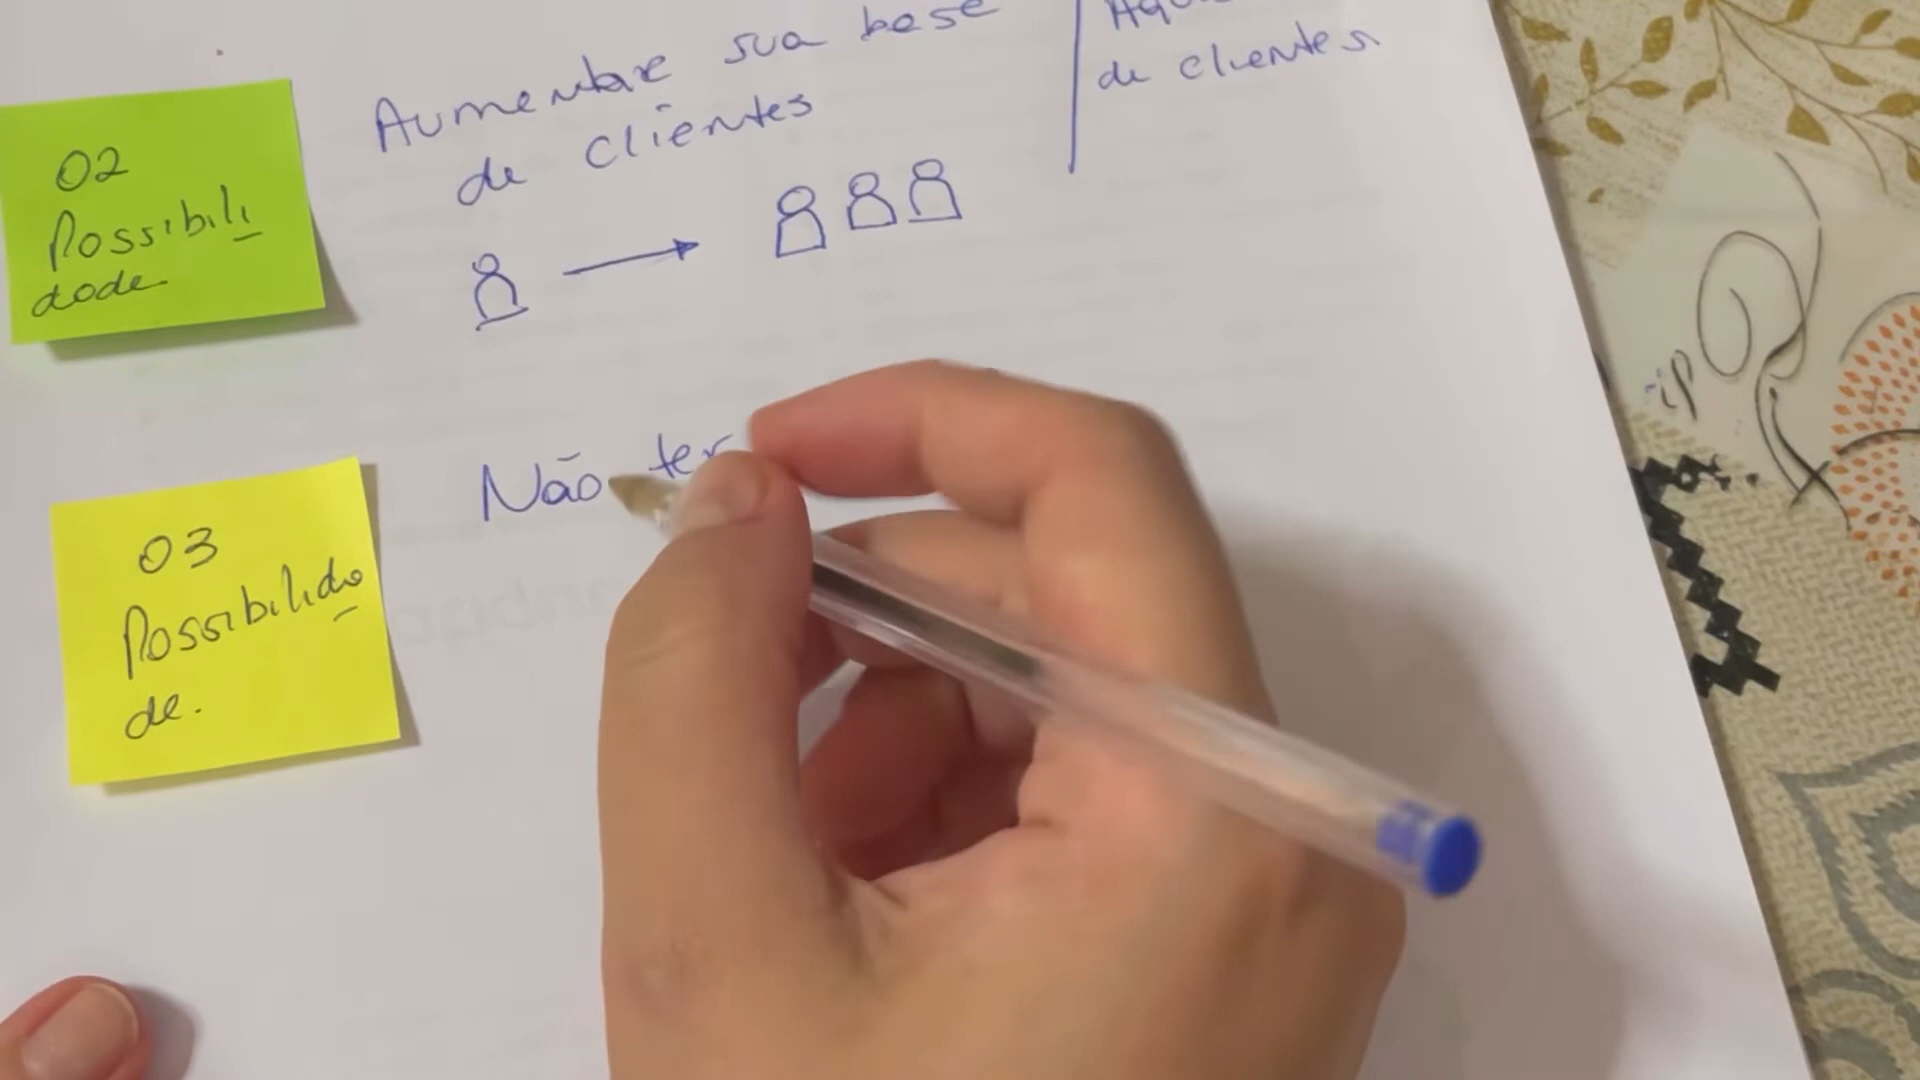 Aumentar sua base
de clientes
de clientes
02
Possibili
dade
Não ter
03
Possibilida
de.